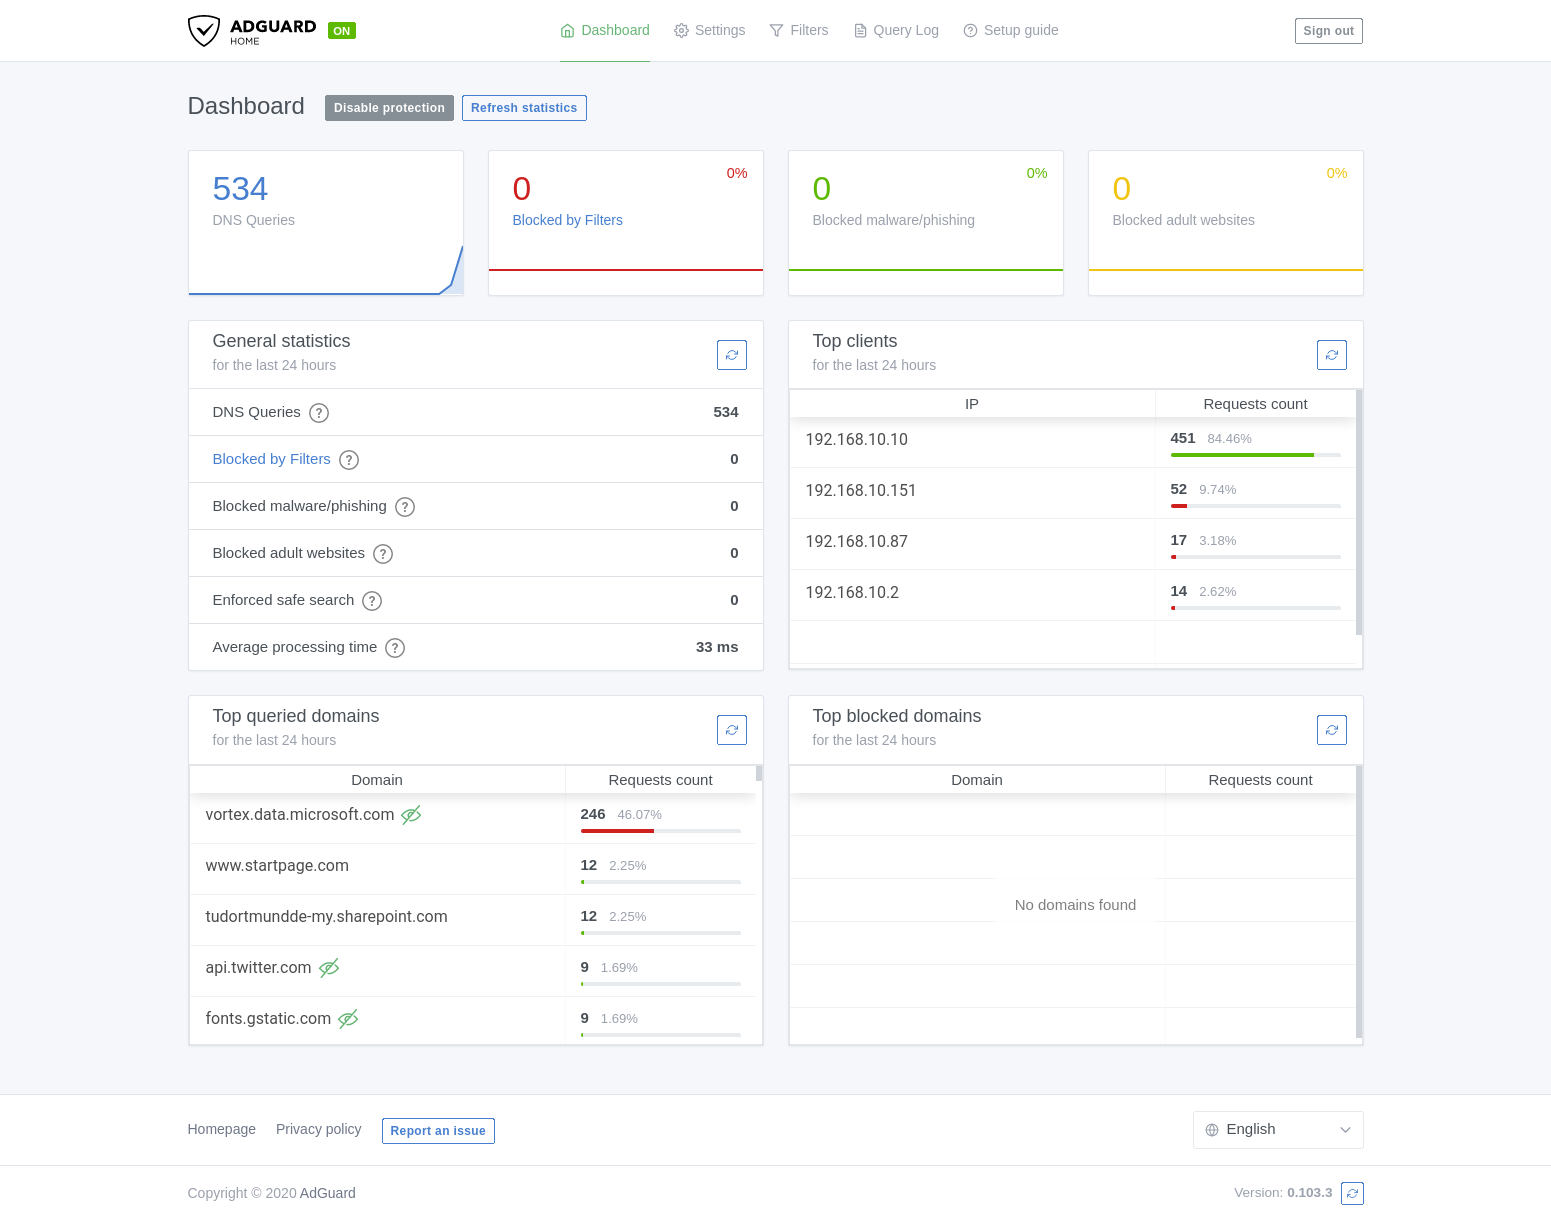 ADGUARD
HOME
ON
Dashboard
Settings
Filters
Query Log
Setup guide
Sign out
Dashboard
Disable protection
Refresh statistics
534
DNS Queries
0
0%
Blocked by Filters
0
0%
Blocked malware/phishing
0
0%
Blocked adult websites
General statistics
for the last 24 hours
DNS Queries ? 534
Blocked by Filters ? 0
Blocked malware/phishing ? 0
Blocked adult websites ? 0
Enforced safe search ? 0
Average processing time ? 33 ms
Top clients
for the last 24 hours
IP Requests count
192.168.10.10 451 84.46%
192.168.10.151 52 9.74%
192.168.10.87 17 3.18%
192.168.10.2 14 2.62%
Top queried domains
for the last 24 hours
Domain Requests count
vortex.data.microsoft.com 246 46.07%
www.startpage.com 12 2.25%
tudortmundde-my.sharepoint.com 12 2.25%
api.twitter.com 9 1.69%
fonts.gstatic.com 9 1.69%
Top blocked domains
for the last 24 hours
Domain Requests count
No domains found
Homepage
Privacy policy
Report an issue
English
Copyright © 2020 AdGuard
Version: 0.103.3